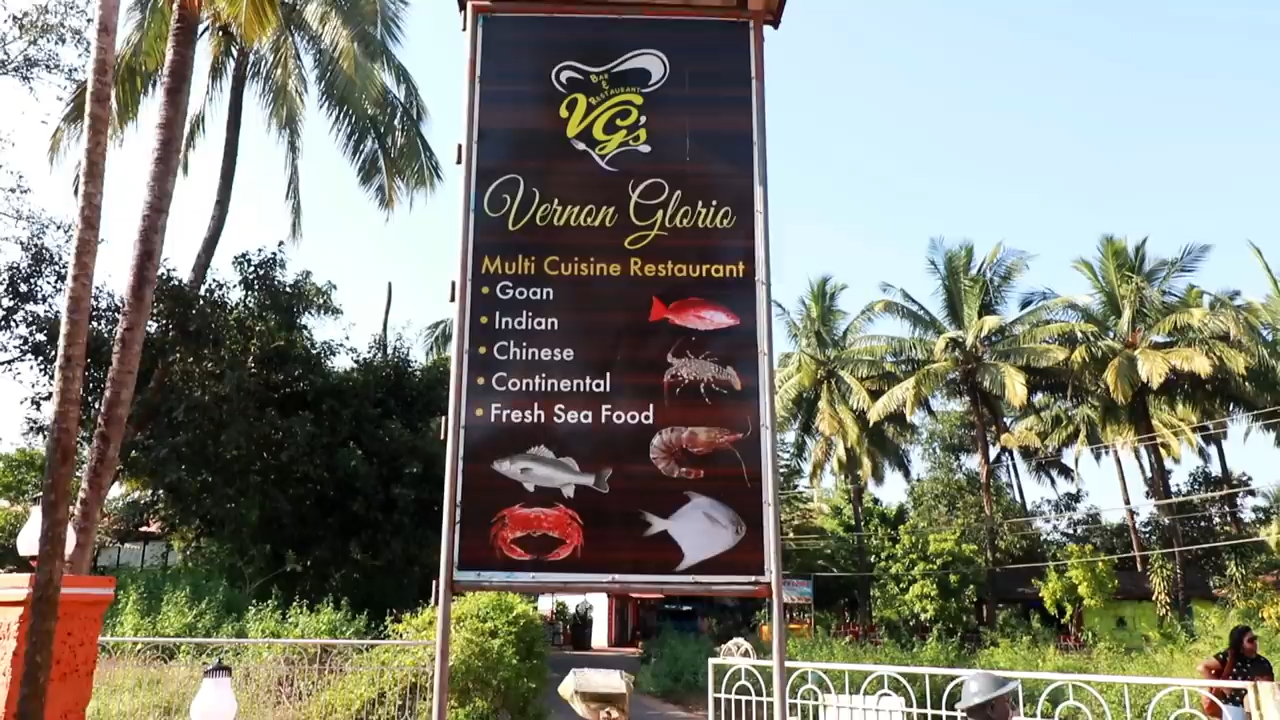 Bar
&
Restaurant
VG's
Vernon Glorio
Multi Cuisine Restaurant
• Goan
• Indian
• Chinese
• Continental
• Fresh Sea Food